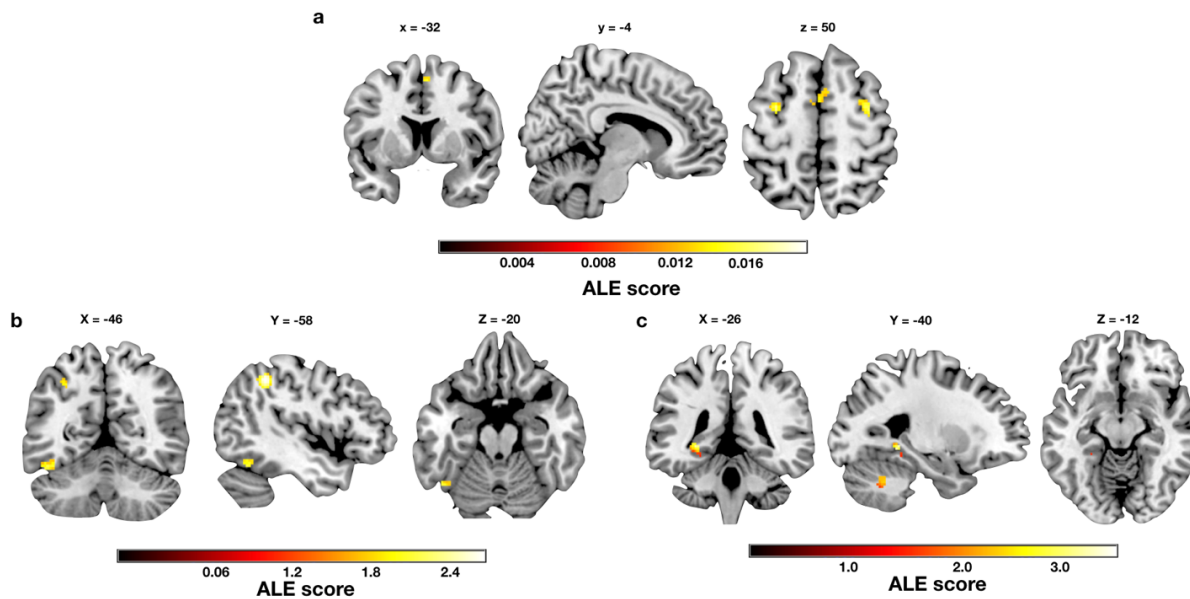 a
x = -32 y = -4 z = 50
0.004 0.008 0.012 0.016
ALE score
b
X = -46 Y = -58 Z = -20
0.06 1.2 1.8 2.4
ALE score
c
X = -26 Y = -40 Z = -12
1.0 2.0 3.0
ALE score